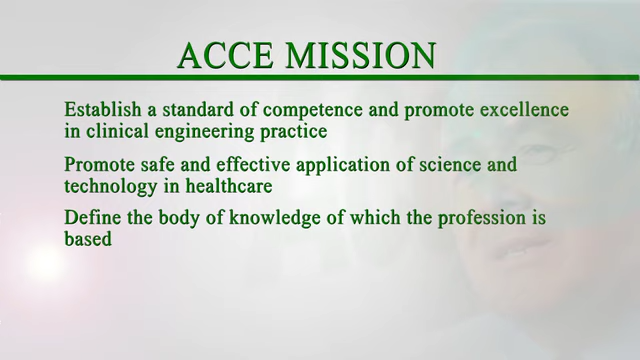 ACCE MISSION
Establish a standard of competence and promote excellence
in clinical engineering practice
Promote safe and effective application of science and
technology in healthcare
Define the body of knowledge of which the profession is
based